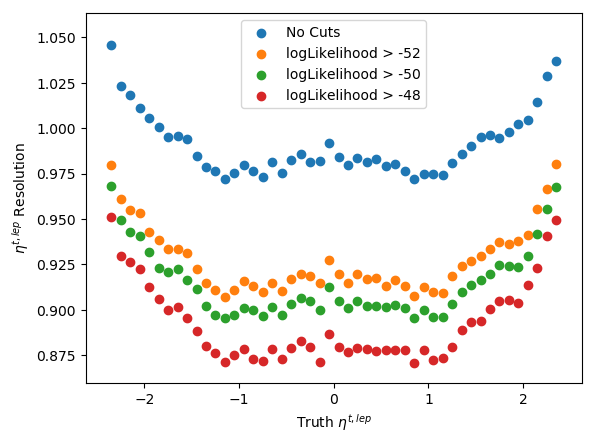 No Cuts
logLikelihood > -52
logLikelihood > -50
logLikelihood > -48
1.050
1.025
1.000
0.975
0.950
0.925
0.900
0.875
η^{t, lep} Resolution
−2
−1
0
1
2
Truth η^{t, lep}